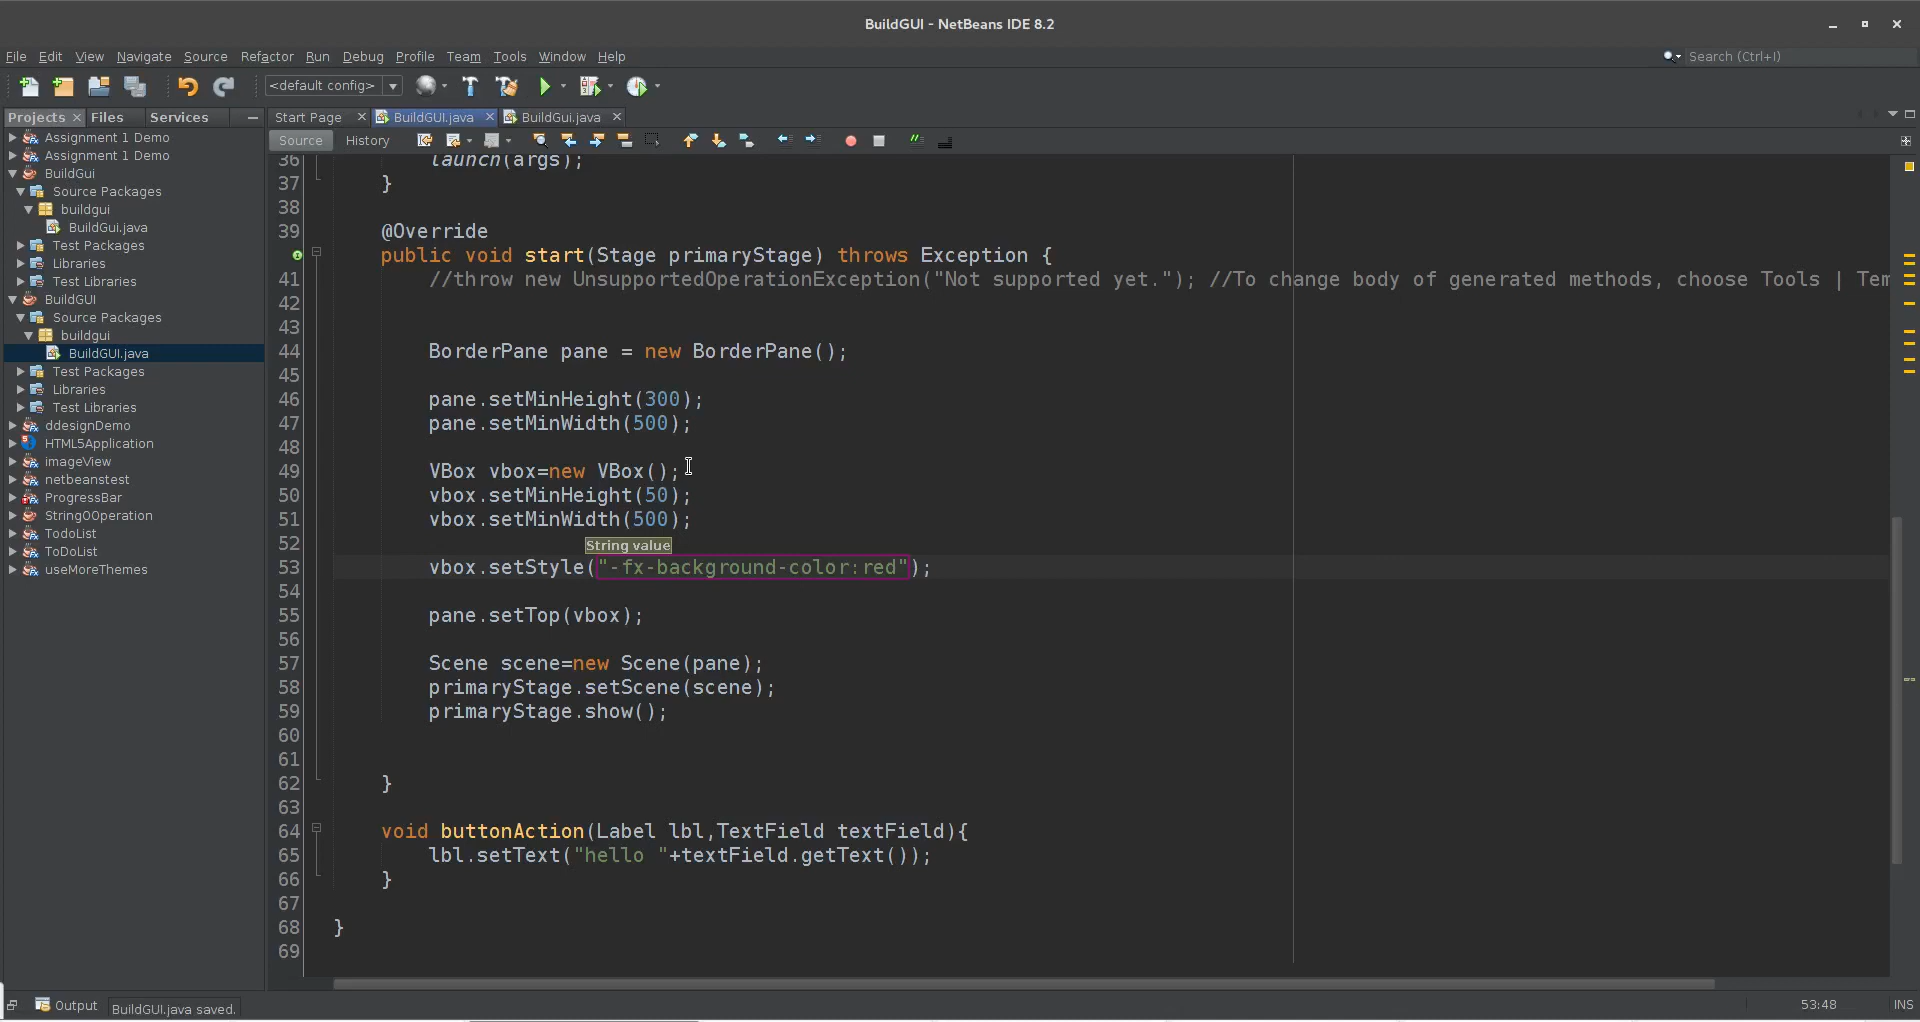 BuildGUI - NetBeans IDE 8.2
File Edit View Navigate Source Refactor Run Debug Profile Team Tools Window Help
Search (Ctrl+I)
<default config>
Projects Files Services
Start Page BuildGUI.java BuildGui.java
Source History
Assignment 1 Demo
Assignment 1 Demo
BuildGui
Source Packages
buildgui
BuildGui.java
Test Packages
Libraries
Test Libraries
BuildGUI
Source Packages
buildgui
BuildGUI.java
Test Packages
Libraries
Test Libraries
ddesignDemo
HTML5Application
imageView
netbeanstest
ProgressBar
StringOOperation
TodoList
ToDoList
useMoreThemes
36 launch(args);
37 }
38
39 @Override
public void start(Stage primaryStage) throws Exception {
41 //throw new UnsupportedOperationException("Not supported yet."); //To change body of generated methods, choose Tools | Tem
42
43
44 BorderPane pane = new BorderPane();
45
46 pane.setMinHeight(300);
47 pane.setMinWidth(500);
48
49 VBox vbox=new VBox();
50 vbox.setMinHeight(50);
51 vbox.setMinWidth(500);
52
String value
53 vbox.setStyle("-fx-background-color:red");
54
55 pane.setTop(vbox);
56
57 Scene scene=new Scene(pane);
58 primaryStage.setScene(scene);
59 primaryStage.show();
60
61
62 }
63
64 void buttonAction(Label lbl,TextField textField){
65 lbl.setText("hello "+textField.getText());
66 }
67
68 }
69
Output BuildGUI.java saved. 53:48 INS